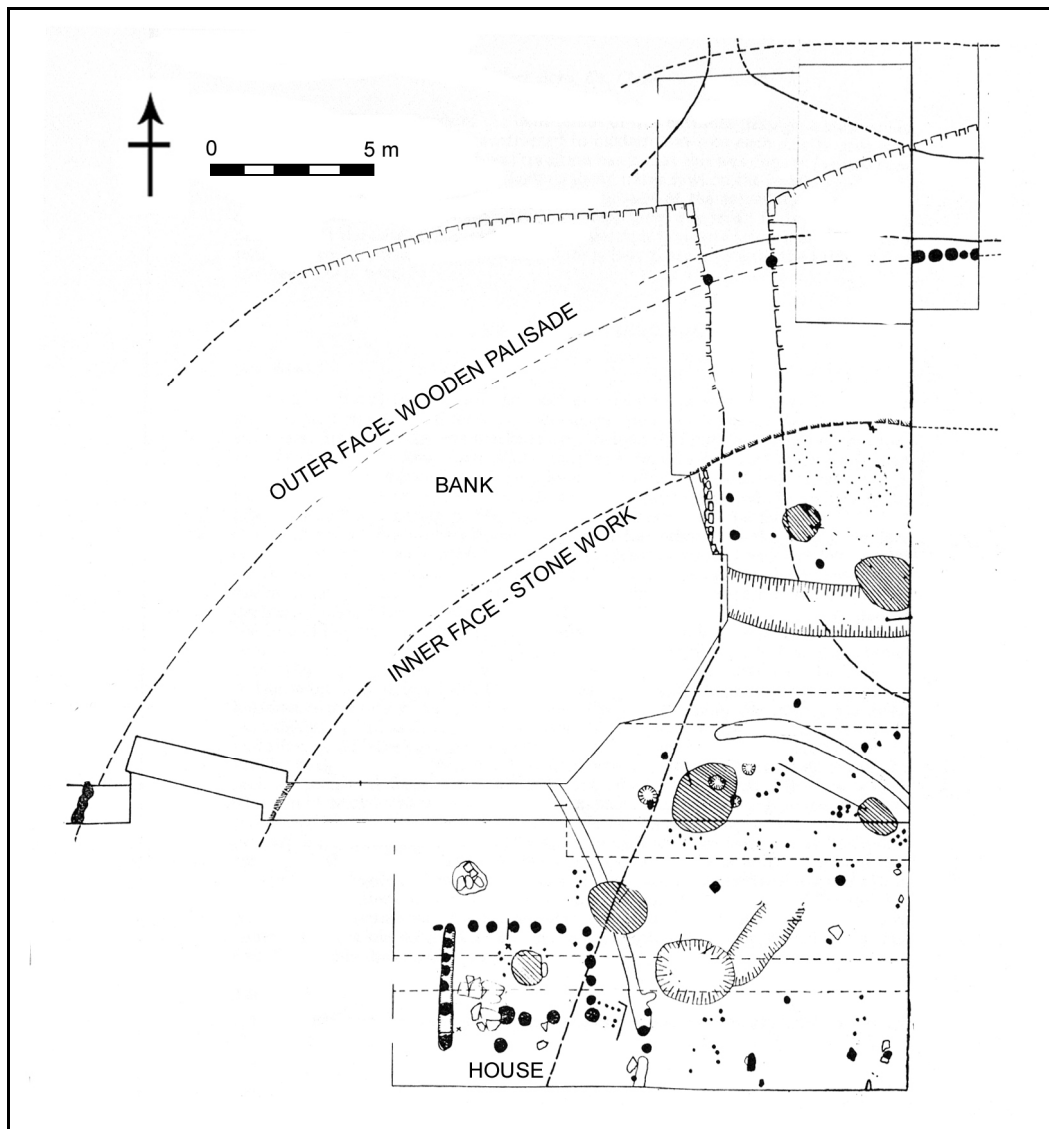 0 5 m
OUTER FACE- WOODEN PALISADE
BANK
INNER FACE - STONE WORK
HOUSE